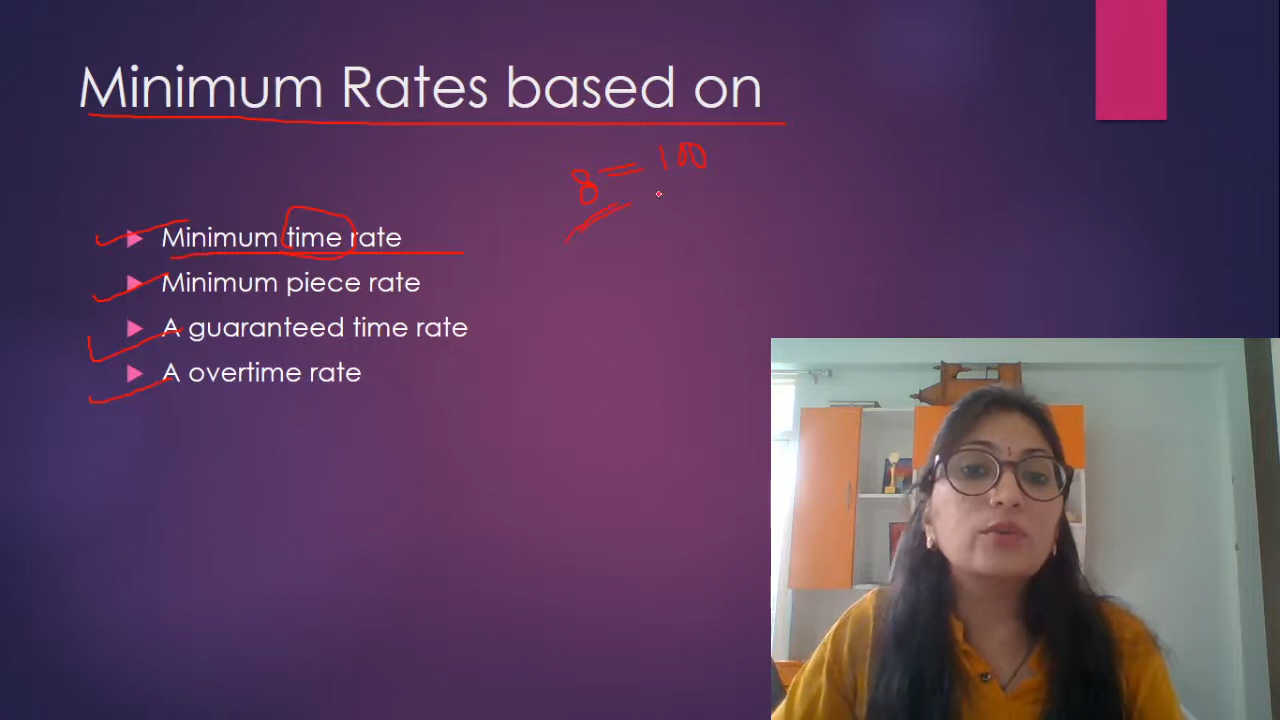 Minimum Rates based on
8 = 100
Minimum time rate
Minimum piece rate
A guaranteed time rate
A overtime rate